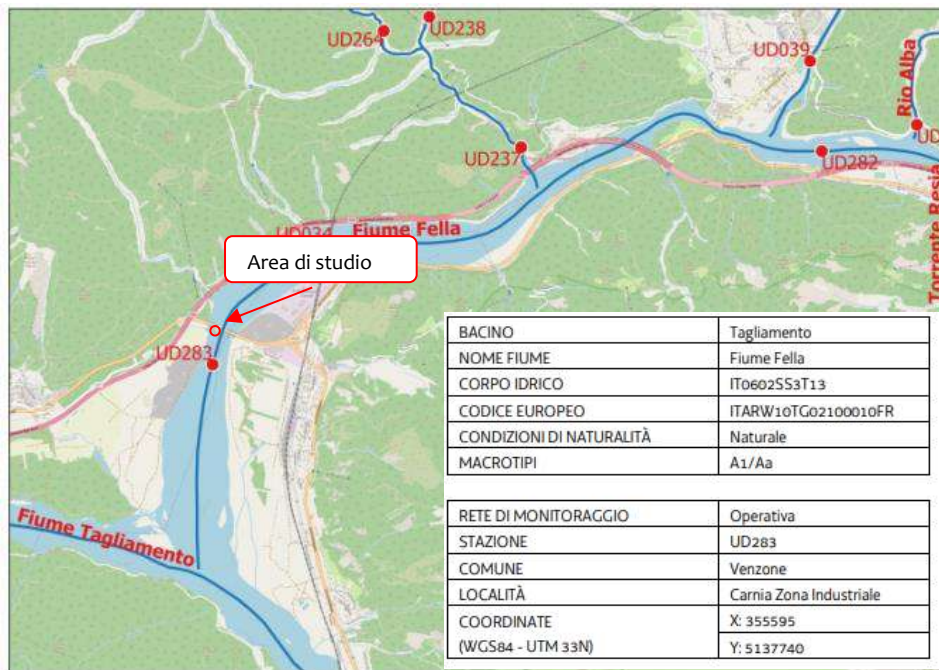 UD264
UD238
UD039
Rio Alba
UD237
UD282
Torrente Resia
Fiume Fella
Area di studio
UD283
Fiume Tagliamento
BACINO Tagliamento
NOME FIUME Fiume Fella
CORPO IDRICO IT0602SS3T13
CODICE EUROPEO ITARW10TG02100010FR
CONDIZIONI DI NATURALITÀ Naturale
MACROTIPI A1/Aa
RETE DI MONITORAGGIO Operativa
STAZIONE UD283
COMUNE Venzone
LOCALITÀ Carnia Zona Industriale
COORDINATE X: 355595
(WGS84 - UTM 33N) Y: 5137740